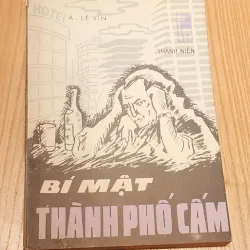 HOTEL
A. LÊ VIN
THANH NIÊN
BÍ MẬT
THÀNH PHỐ CẤM